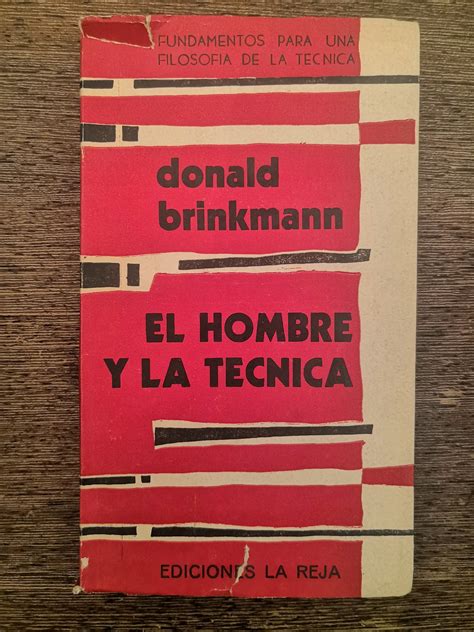 FUNDAMENTOS PARA UNA
FILOSOFIA DE LA TECNICA
donald
brinkmann
EL HOMBRE
Y LA TECNICA
EDICIONES LA REJA